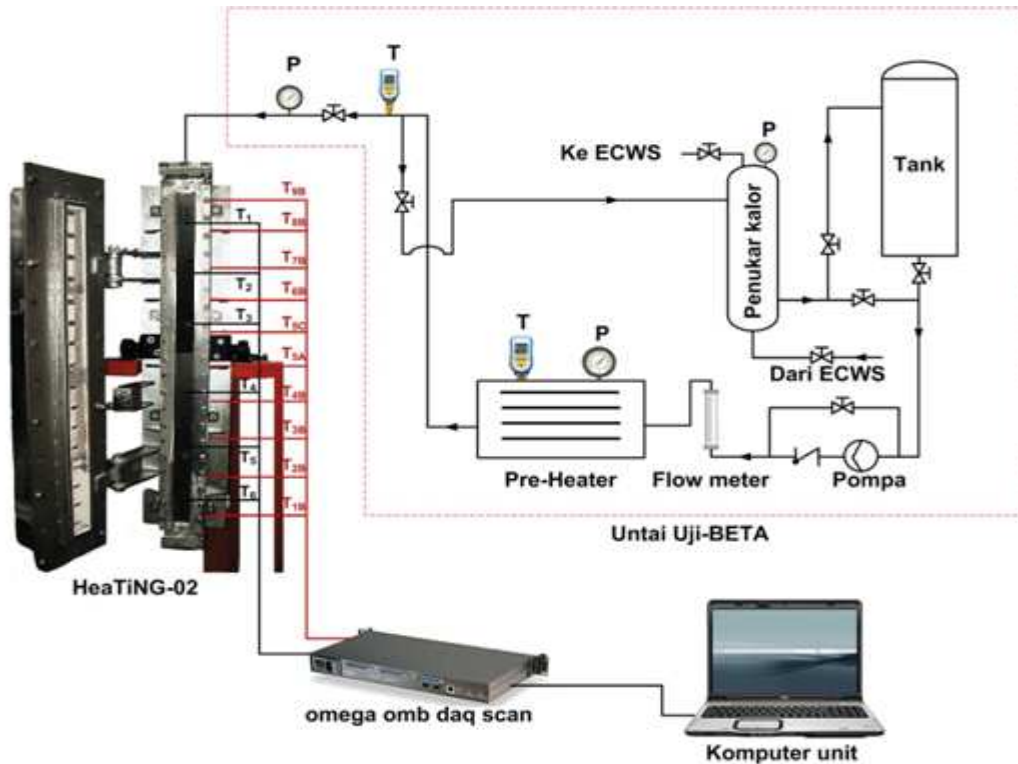 P
T
P
Ke ECWS
Tank
Penukar kalor
T9B
T1
T8B
T7B
T2
T6B
T3
T5C
T5A
T4
T4B
T3B
T5
T2B
T6
T1B
T
P
Dari ECWS
Pre-Heater
Flow meter
Pompa
Untai Uji-BETA
HeaTiNG-02
omega omb daq scan
Komputer unit